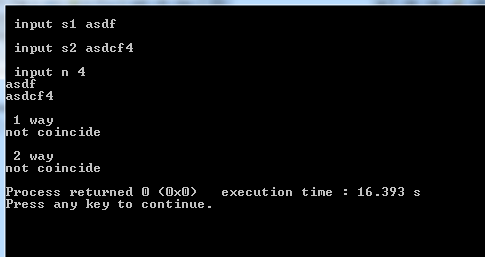 input s1 asdf
input s2 asdcf4
input n 4
asdf
asdcf4
1 way
not coincide
2 way
not coincide
Process returned 0 (0x0)   execution time : 16.393 s
Press any key to continue.